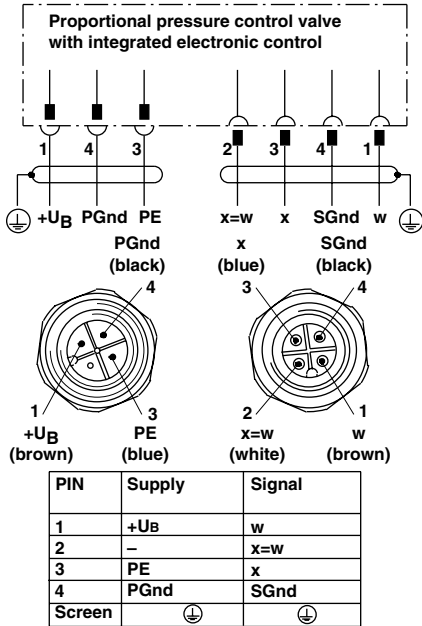 Proportional pressure control valve
with integrated electronic control
1 4 3 2 3 4 1
+UB PGnd PE x=w x SGnd w
PGnd x SGnd
(black) (blue) (black)
4 3 4
1 3 2 1
+UB PE x=w w
(brown) (blue) (white) (brown)
PIN Supply Signal
1 +UB w
2 – x=w
3 PE x
4 PGnd SGnd
Screen